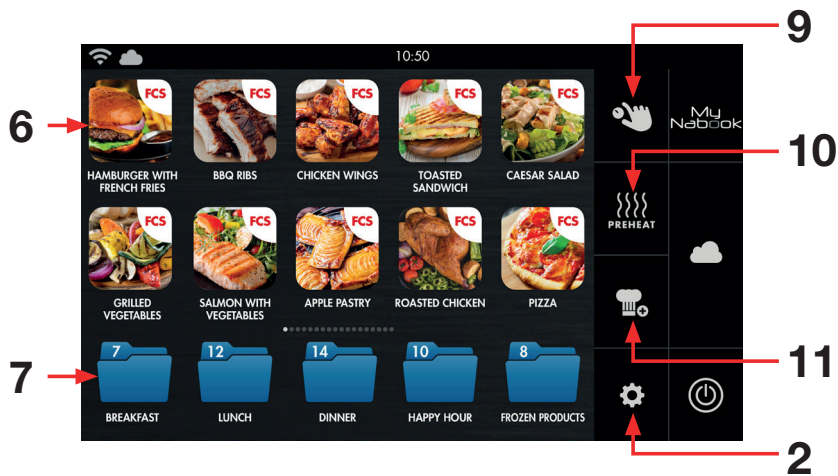 9
10:50
FCS
FCS
FCS
FCS
FCS
My
Nabook
6
10
HAMBURGER WITH
FRENCH FRIES
BBQ RIBS
CHICKEN WINGS
TOASTED
SANDWICH
CAESAR SALAD
PREHEAT
FCS
FCS
FCS
FCS
FCS
GRILLED
VEGETABLES
SALMON WITH
VEGETABLES
APPLE PASTRY
ROASTED CHICKEN
PIZZA
11
7
7
12
14
10
8
BREAKFAST
LUNCH
DINNER
HAPPY HOUR
FROZEN PRODUCTS
2